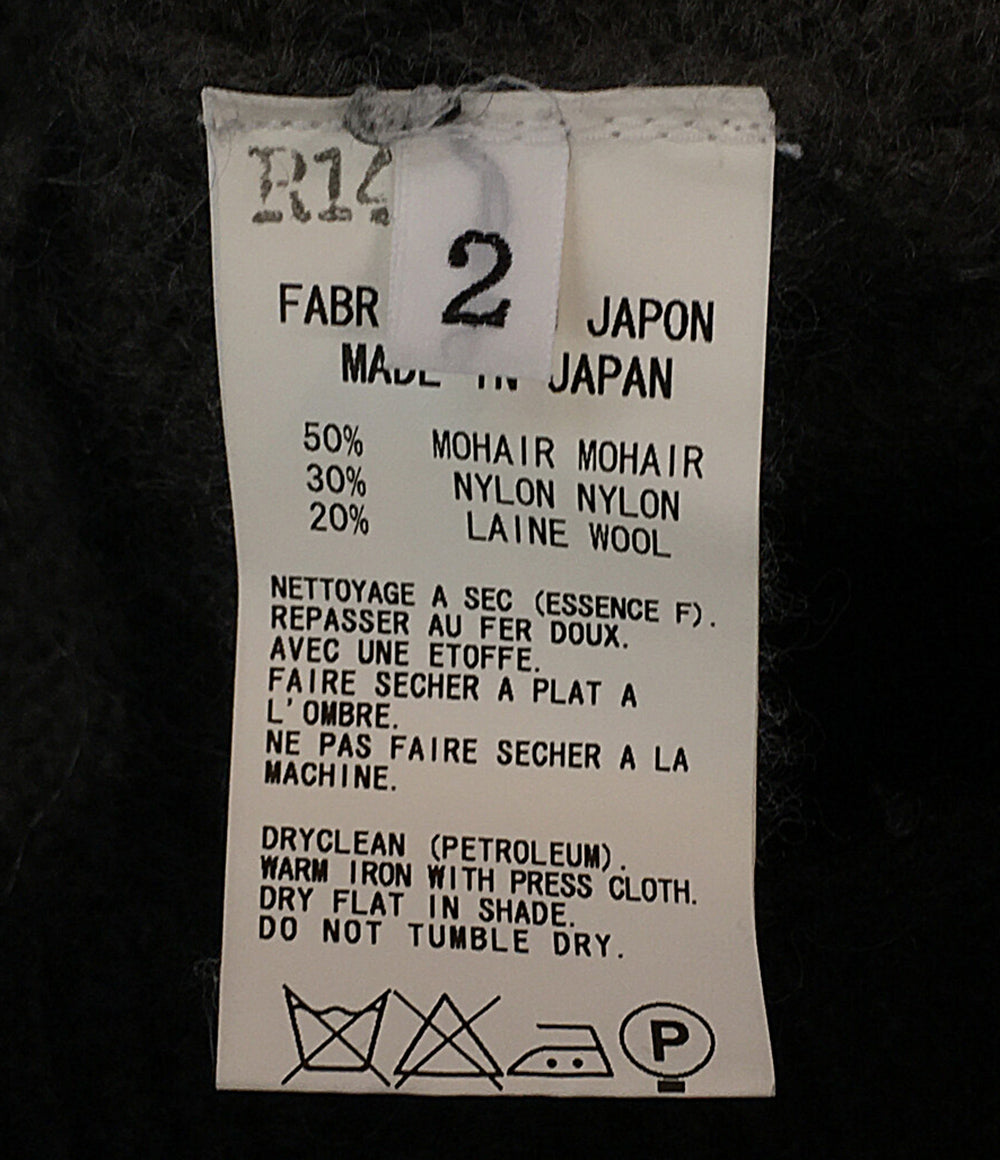 2
FABR JAPON
MADE IN JAPAN
50% MOHAIR MOHAIR
30% NYLON NYLON
20% LAINE WOOL
NETTOYAGE A SEC (ESSENCE F).
REPASSER AU FER DOUX.
AVEC UNE ETOFFE.
FAIRE SECHER A PLAT A
L'OMBRE.
NE PAS FAIRE SECHER A LA
MACHINE.
DRYCLEAN (PETROLEUM).
WARM IRON WITH PRESS CLOTH.
DRY FLAT IN SHADE.
DO NOT TUMBLE DRY.
P